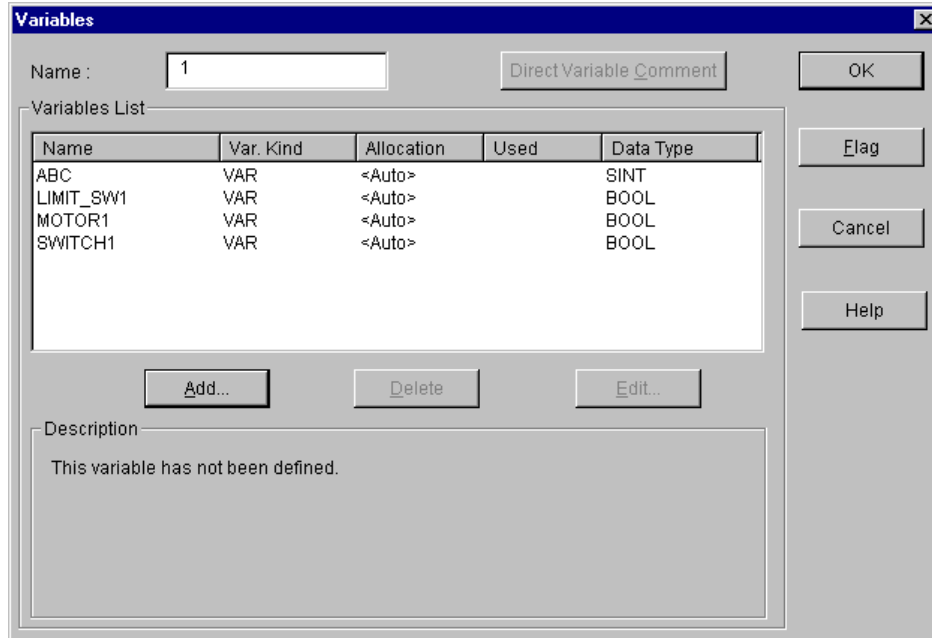 Variables
Name :
1
Direct Variable Comment
OK
Variables List
Name Var. Kind Allocation Used Data Type
ABC VAR <Auto> SINT
LIMIT_SW1 VAR <Auto> BOOL
MOTOR1 VAR <Auto> BOOL
SWITCH1 VAR <Auto> BOOL
Flag
Cancel
Help
Add...
Delete
Edit...
Description
This variable has not been defined.